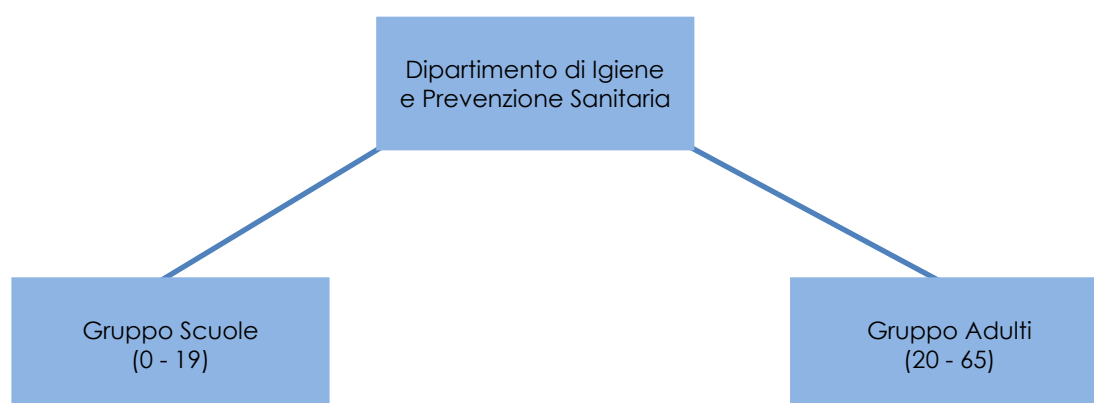 Dipartimento di Igiene
e Prevenzione Sanitaria
Gruppo Scuole
(0 - 19)
Gruppo Adulti
(20 - 65)